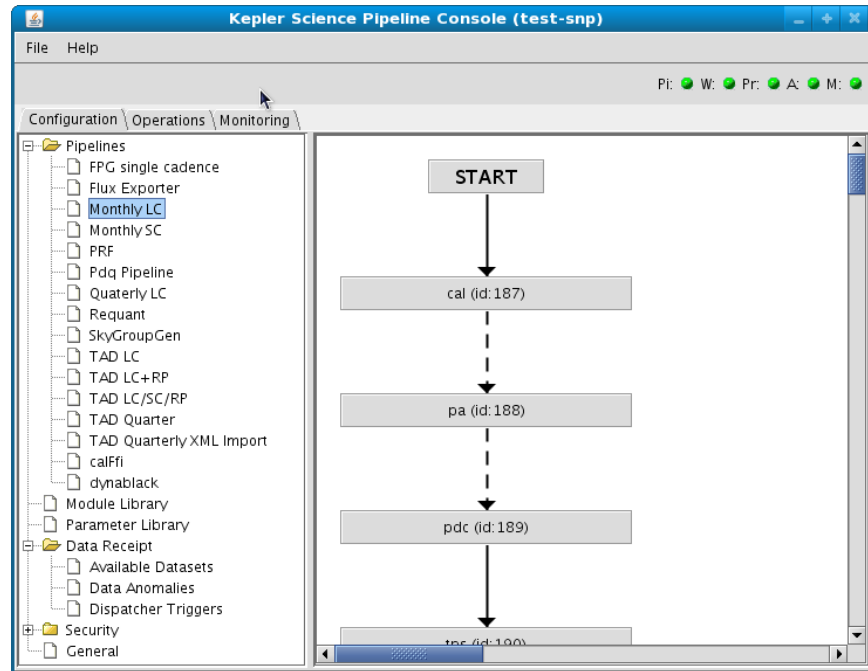 Kepler Science Pipeline Console (test-snp)
File Help
Pi: W: Pr: A: M:
Configuration Operations Monitoring
Pipelines
FPG single cadence
Flux Exporter
Monthly LC
Monthly SC
PRF
Pdq Pipeline
Quaterly LC
Requant
SkyGroupGen
TAD LC
TAD LC+RP
TAD LC/SC/RP
TAD Quarter
TAD Quarterly XML Import
calFfi
dynablack
Module Library
Parameter Library
Data Receipt
Available Datasets
Data Anomalies
Dispatcher Triggers
Security
General
START
cal (id:187)
pa (id:188)
pdc (id:189)
tps (id:190)